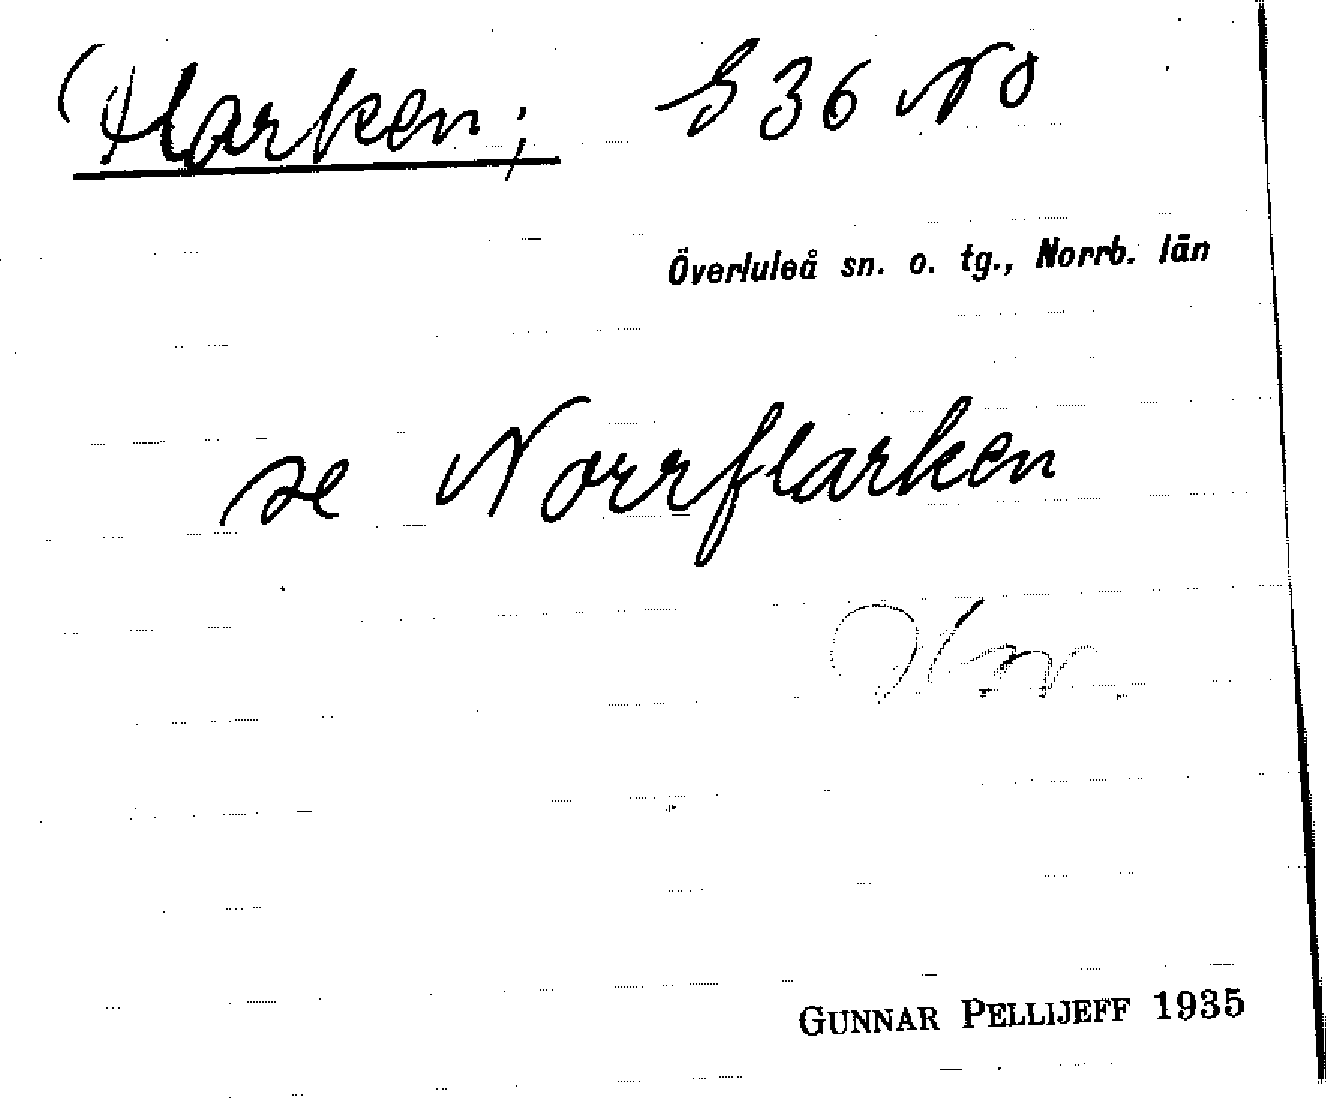 Flarken; S 36 NO
Överluleå sn. o. tg., Norrb. län
se Norrflarken
GUNNAR PELLIJEFF 1935